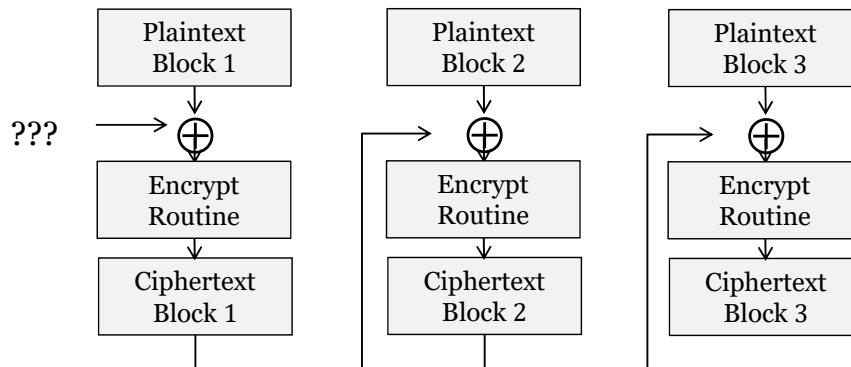 Plaintext
Block 1
Plaintext
Block 2
Plaintext
Block 3
???
Encrypt
Routine
Encrypt
Routine
Encrypt
Routine
Ciphertext
Block 1
Ciphertext
Block 2
Ciphertext
Block 3